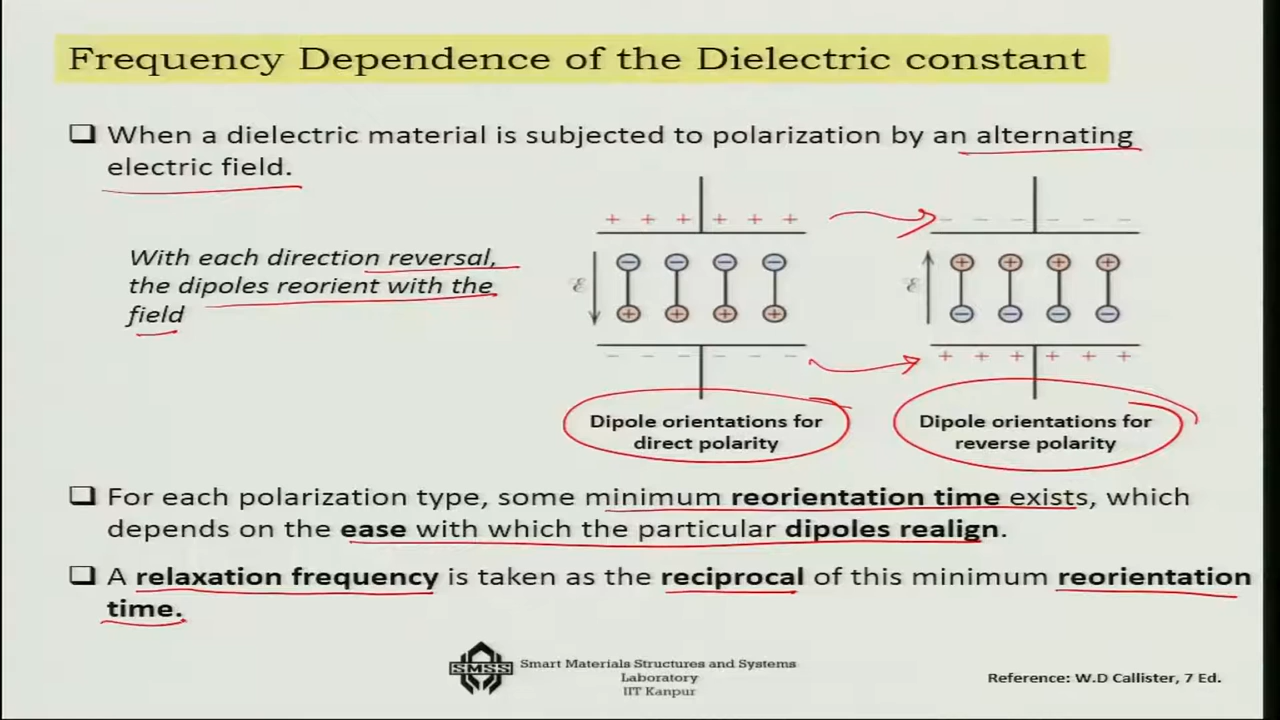 Frequency Dependence of the Dielectric constant
❑ When a dielectric material is subjected to polarization by an alternating
electric field.
With each direction reversal,
the dipoles reorient with the
field
+ + + + + +
ℰ
− + − + − + − +
− − − − − −
Dipole orientations for
direct polarity
− − − − − −
ℰ
+ − + − + − + −
+ + + + + +
Dipole orientations for
reverse polarity
❑ For each polarization type, some minimum reorientation time exists, which
depends on the ease with which the particular dipoles realign.
❑ A relaxation frequency is taken as the reciprocal of this minimum reorientation
time.
SMSS
Smart Materials Structures and Systems
Laboratory
IIT Kanpur
Reference: W.D Callister, 7 Ed.